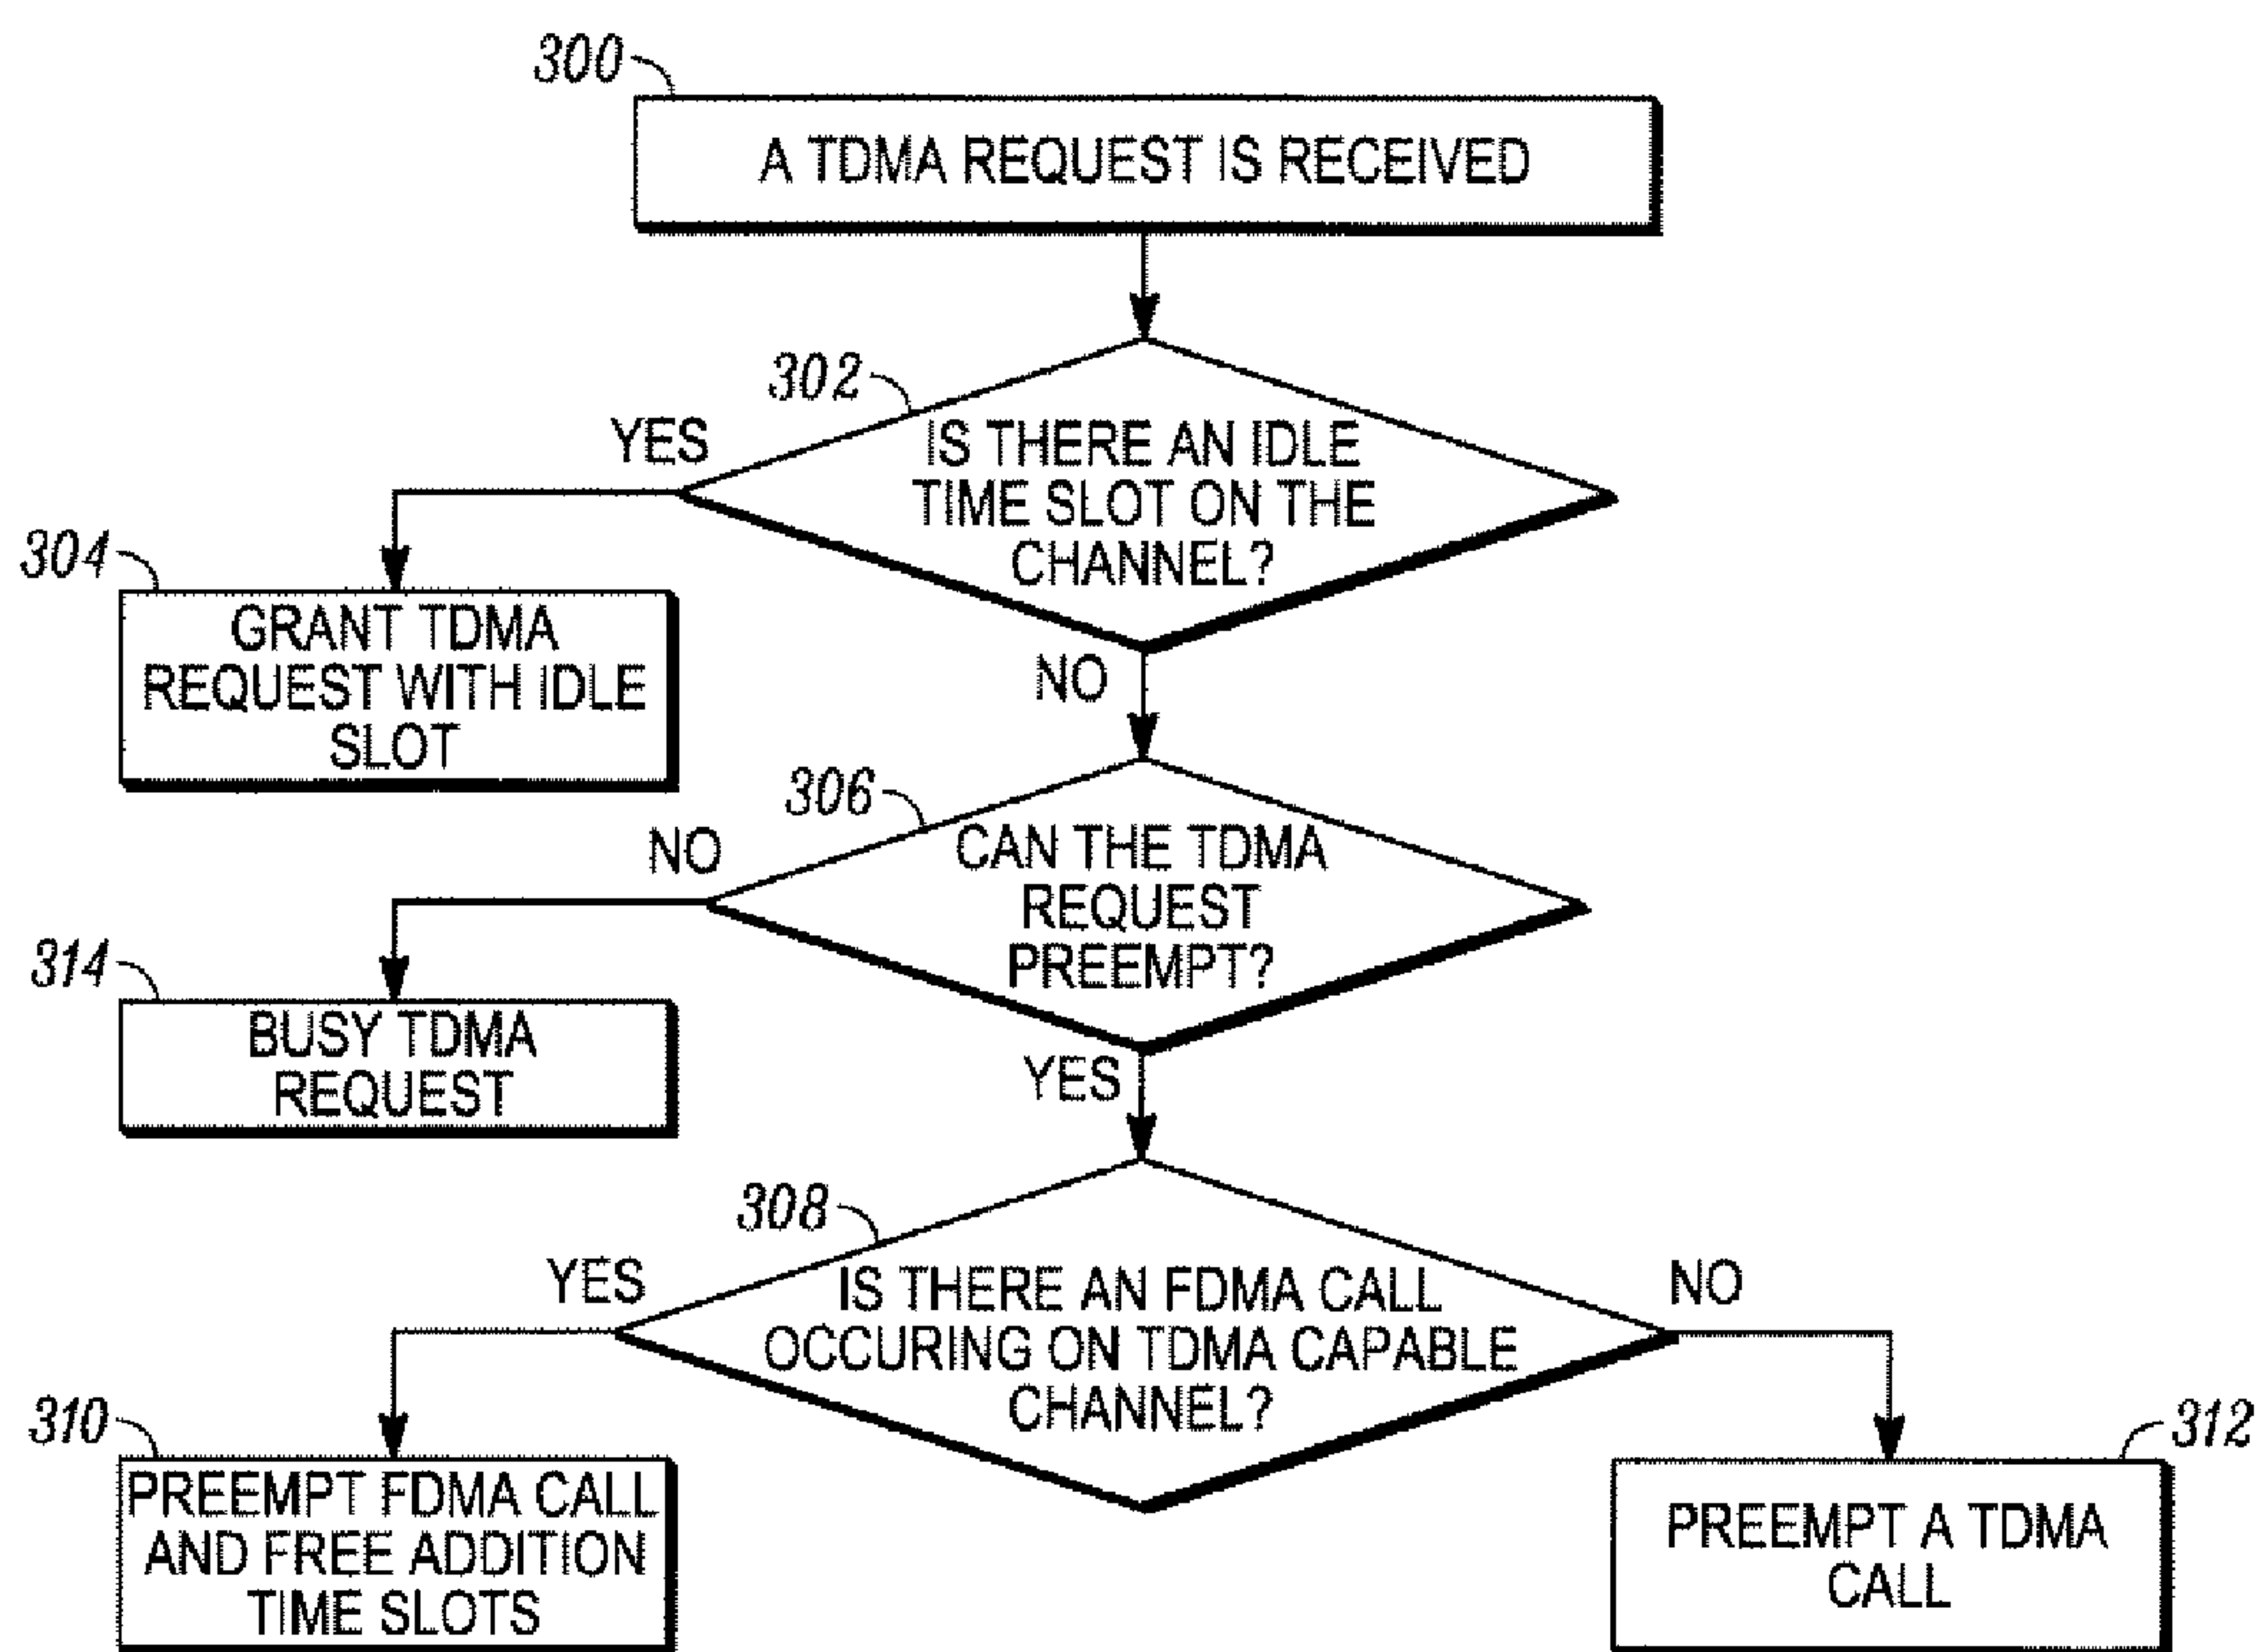 300
A TDMA REQUEST IS RECEIVED
302
YES
IS THERE AN IDLE
TIME SLOT ON THE
CHANNEL?
304
GRANT TDMA
REQUEST WITH IDLE
SLOT
NO
306
NO
CAN THE TDMA
REQUEST
PREEMPT?
314
BUSY TDMA
REQUEST
YES
308
YES
IS THERE AN FDMA CALL
OCCURING ON TDMA CAPABLE
CHANNEL?
NO
310
PREEMPT FDMA CALL
AND FREE ADDITION
TIME SLOTS
312
PREEMPT A TDMA
CALL